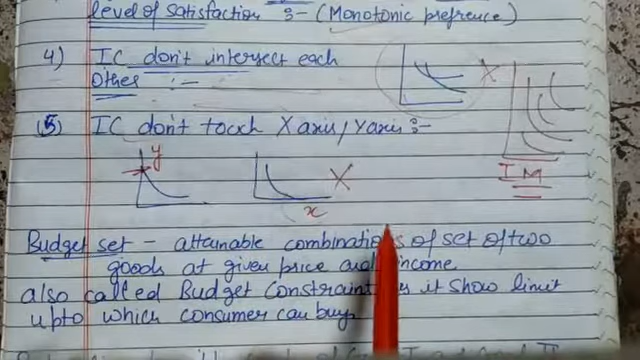 level of satisfaction :- (Monotonic prefrence)
4) IC don't intersect each
Other :-
(5) IC don't touch X axis/Y axis :-
y
x
IM
Budget set - attainable combinations of set of two
goods at given price and income
also called Budget Constraint as it show limit
upto which consumer can buy